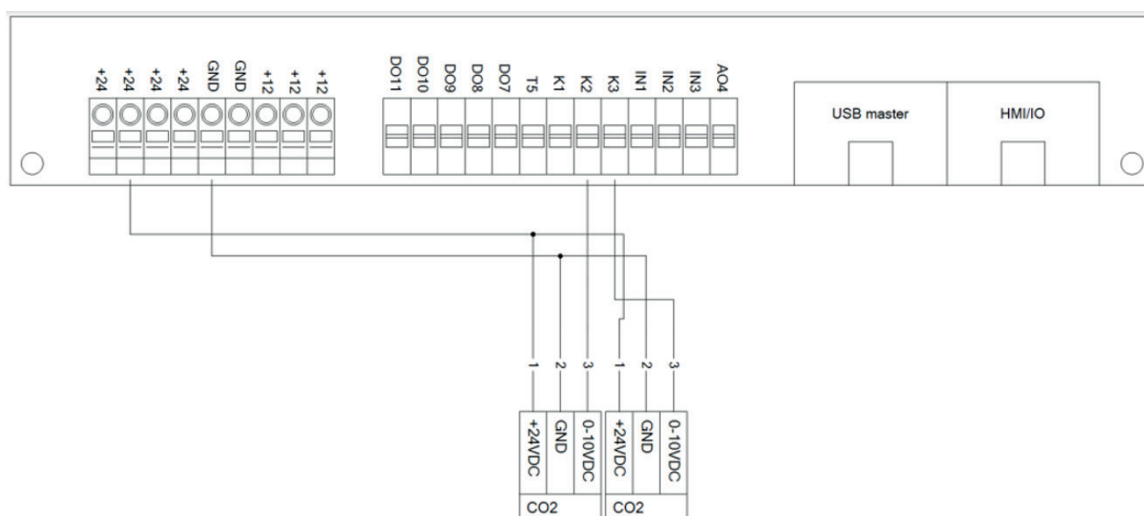 +24
+24
+24
+24
GND
GND
+12
+12
+12
DO11
DO10
DO9
DO8
DO7
T5
K1
K2
K3
IN1
IN2
IN3
AO4
USB master
HMI/IO
1
2
3
1
2
3
+24VDC
GND
0-10VDC
+24VDC
GND
0-10VDC
CO2
CO2